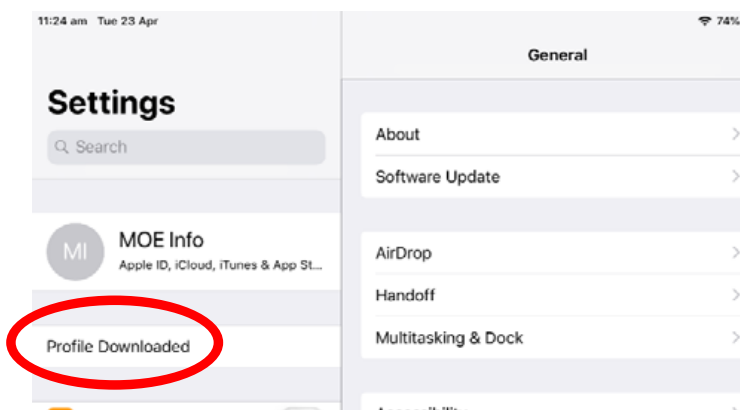 11:24 am Tue 23 Apr
74%
General
Settings
Search
MI
MOE Info
Apple ID, iCloud, iTunes & App St...
Profile Downloaded
About
Software Update
AirDrop
Handoff
Multitasking & Dock